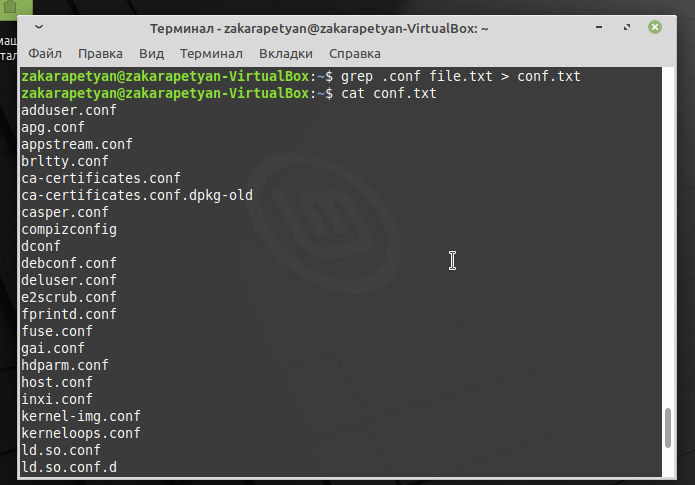 Терминал - zakarapetyan@zakarapetyan-VirtualBox: ~
Файл Правка Вид Терминал Вкладки Справка
zakarapetyan@zakarapetyan-VirtualBox:~$ grep .conf file.txt > conf.txt
zakarapetyan@zakarapetyan-VirtualBox:~$ cat conf.txt
adduser.conf
apg.conf
appstream.conf
brltty.conf
ca-certificates.conf
ca-certificates.conf.dpkg-old
casper.conf
compizconfig
dconf
debconf.conf
deluser.conf
e2scrub.conf
fprintd.conf
fuse.conf
gai.conf
hdparm.conf
host.conf
inxi.conf
kernel-img.conf
kerneloops.conf
ld.so.conf
ld.so.conf.d